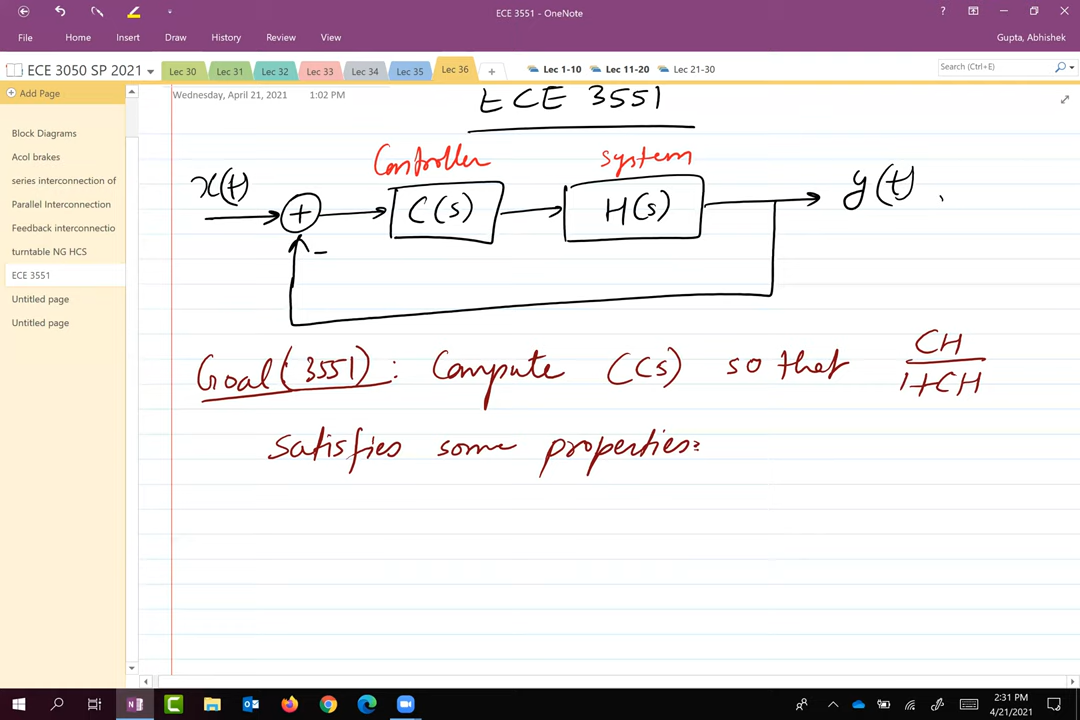 ECE 3551 - OneNote
Gupta, Abhishek
File Home Insert Draw History Review View
ECE 3050 SP 2021
Lec 30 Lec 31 Lec 32 Lec 33 Lec 34 Lec 35 Lec 36 + Lec 1-10 Lec 11-20 Lec 21-30
Search (Ctrl+E)
Add Page
Block Diagrams
Acol brakes
series interconnection of
Parallel Interconnection
Feedback interconnectio
turntable NG HCS
ECE 3551
Untitled page
Untitled page
Wednesday, April 21, 2021 1:02 PM
ECE 3551
Controller system
x(t) + C(s) H(s) y(t).
-
Goal (3551): Compute C(s) so that CH
1+CH
satisfies some properties:
2:31 PM
4/21/2021